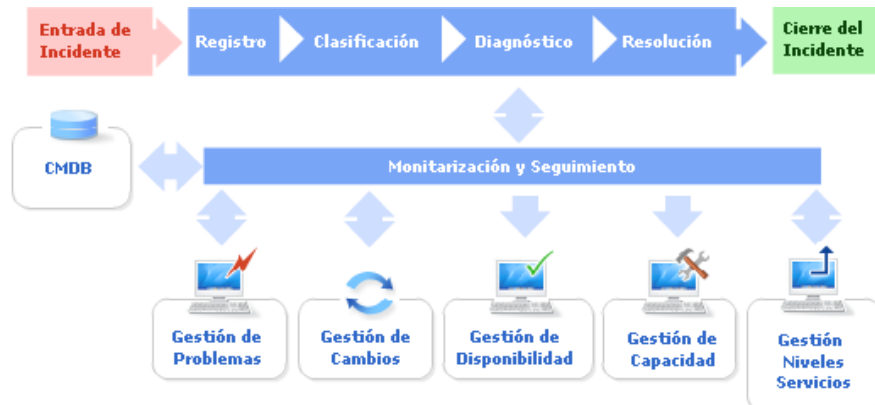 Entrada de
Incidente
Registro
Clasificación
Diagnóstico
Resolución
Cierre del
Incidente
CMDB
Monitarización y Seguimiento
Gestión de
Problemas
Gestión de
Cambios
Gestión de
Disponibilidad
Gestión de
Capacidad
Gestión
Niveles
Servicios